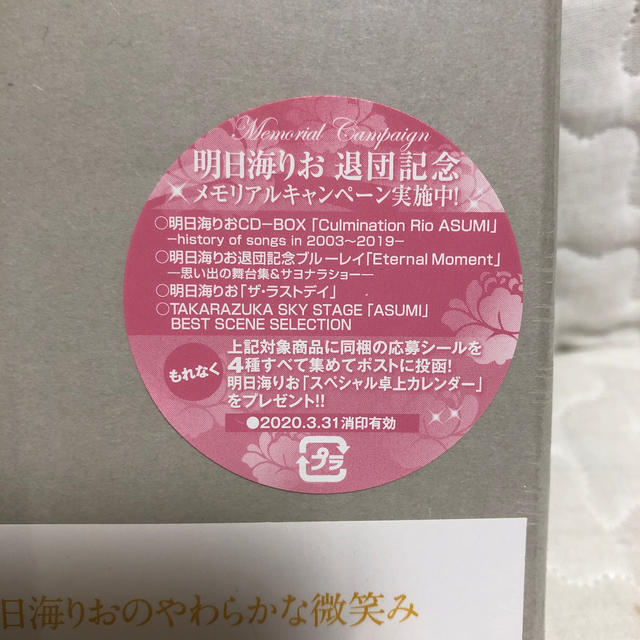 Memorial Campaign
明日海りお 退団記念
メモリアルキャンペーン実施中!
○明日海りおCD-BOX「Culmination Rio ASUMI」
—history of songs in 2003〜2019—
○明日海りお退団記念ブルーレイ「Eternal Moment」
—思い出の舞台集&サヨナラショー—
○明日海りお「ザ・ラストデイ」
○TAKARAZUKA SKY STAGE「ASUMI」
BEST SCENE SELECTION
もれなく
上記対象商品に同梱の応募シールを
4種すべて集めてポストに投函!
明日海りお「スペシャル卓上カレンダー」
をプレゼント!!
●2020.3.31消印有効
プラ
日海りおのやわらかな微笑み